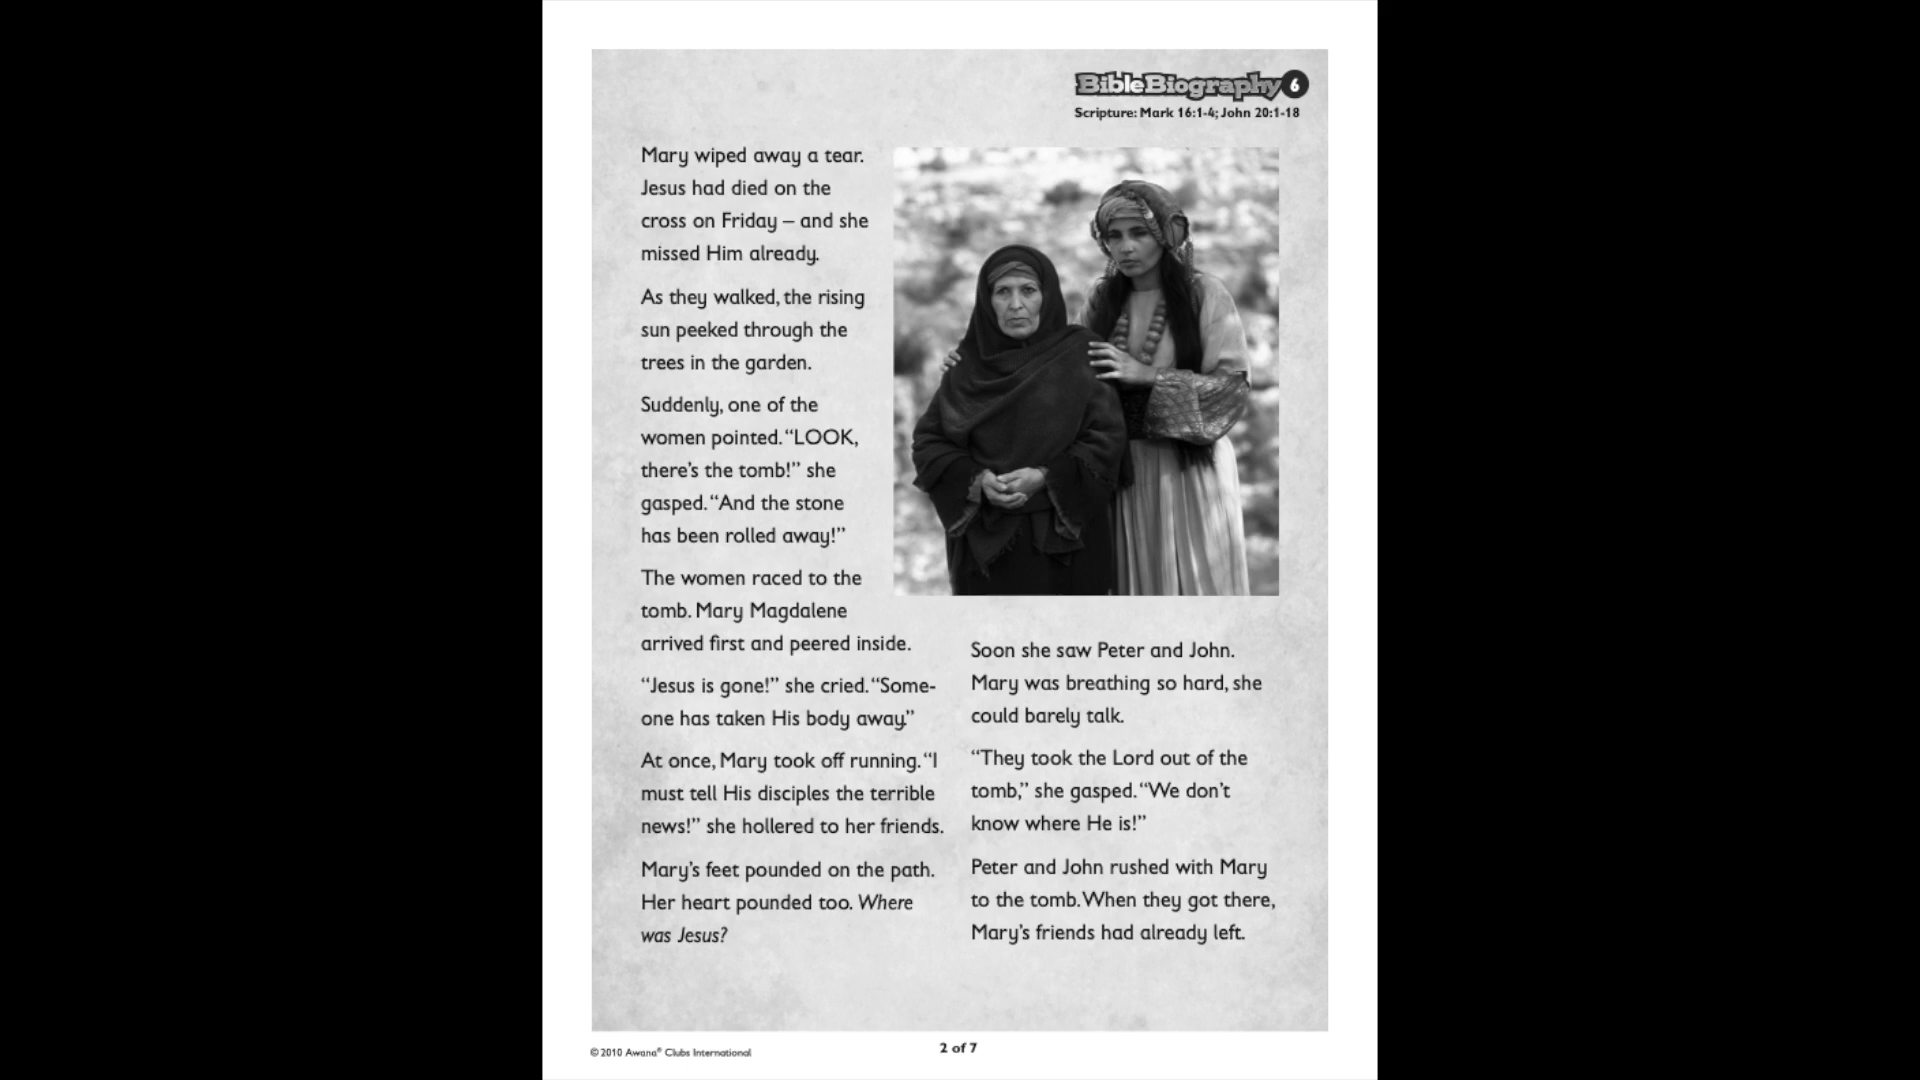 BibleBiography 6
Scripture: Mark 16:1-4; John 20:1-18
Mary wiped away a tear.
Jesus had died on the
cross on Friday – and she
missed Him already.
As they walked, the rising
sun peeked through the
trees in the garden.
Suddenly, one of the
women pointed. “LOOK,
there’s the tomb!” she
gasped. “And the stone
has been rolled away!”
The women raced to the
tomb. Mary Magdalene
arrived first and peered inside.
“Jesus is gone!” she cried. “Some-
one has taken His body away.”
At once, Mary took off running. “I
must tell His disciples the terrible
news!” she hollered to her friends.
Mary’s feet pounded on the path.
Her heart pounded too. Where
was Jesus?
Soon she saw Peter and John.
Mary was breathing so hard, she
could barely talk.
“They took the Lord out of the
tomb,” she gasped. “We don’t
know where He is!”
Peter and John rushed with Mary
to the tomb. When they got there,
Mary’s friends had already left.
© 2010 Awana® Clubs International
2 of 7